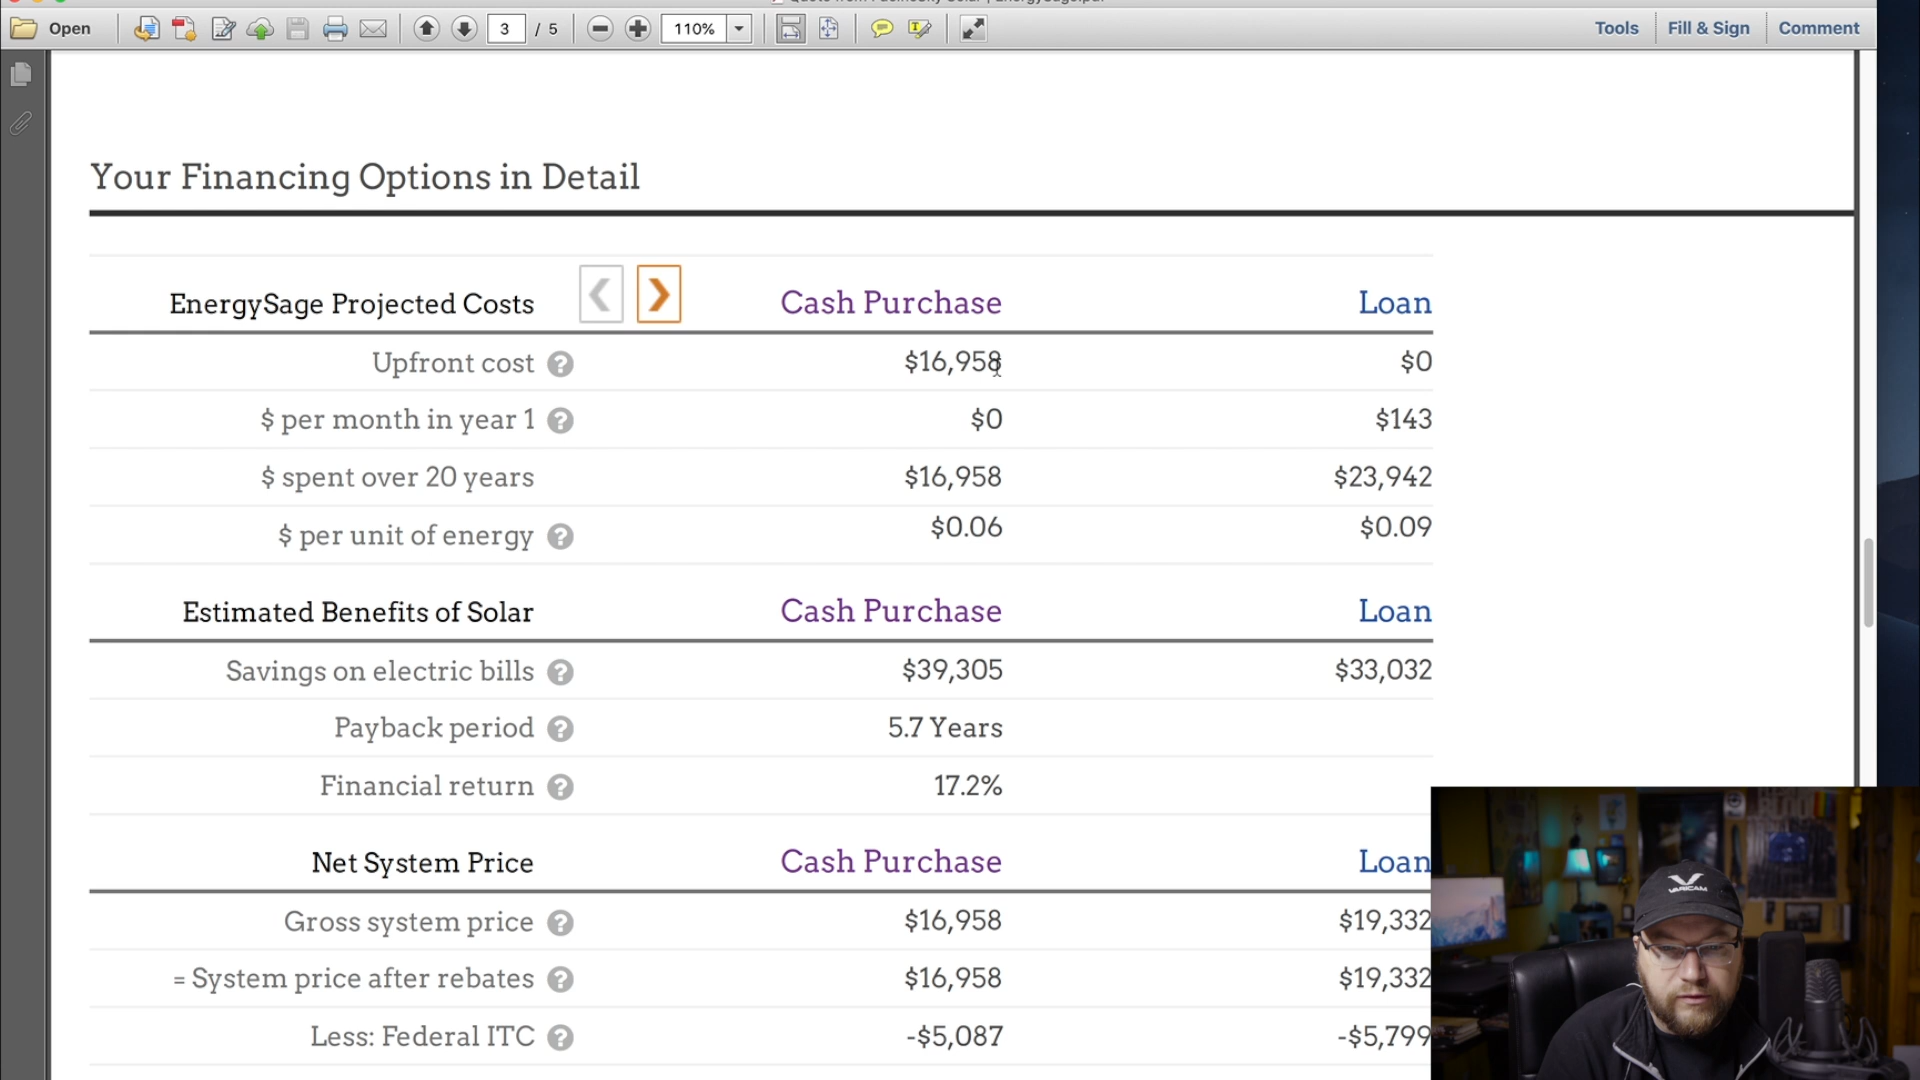 Open
3 / 5
110%
Tools
Fill & Sign
Comment
Your Financing Options in Detail
EnergySage Projected Costs
Cash Purchase
Loan
Upfront cost ?
$16,958
$0
$ per month in year 1 ?
$0
$143
$ spent over 20 years
$16,958
$23,942
$ per unit of energy ?
$0.06
$0.09
Estimated Benefits of Solar
Cash Purchase
Loan
Savings on electric bills ?
$39,305
$33,032
Payback period ?
5.7 Years
Financial return ?
17.2%
Net System Price
Cash Purchase
Loan
Gross system price ?
$16,958
$19,332
= System price after rebates ?
$16,958
$19,332
Less: Federal ITC ?
-$5,087
-$5,799
VARICAM